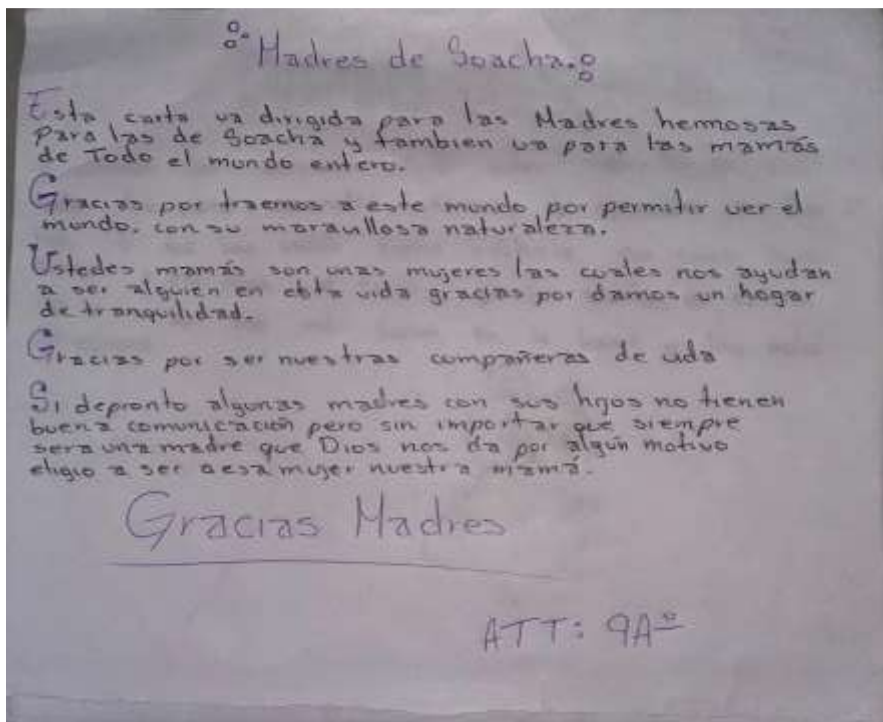 Madres de Soacha.
Esta carta va dirigida para las Madres hermosas
para las de Soacha y tambien va para las mamás
de Todo el mundo entero.
Gracias por traernos a este mundo por permitir ver el
mundo, con su maravillosa naturaleza.
Ustedes mamás son unas mujeres las cuales nos ayudan
a ser alguien en esta vida gracias por darnos un hogar
de tranquilidad.
Gracias por ser nuestras compañeras de vida
Si depronto algunas madres con sus hijos no tienen
buena comunicación pero sin importar que siempre
sera una madre que Dios nos da por algún motivo
eligio a ser a esa mujer nuestra mamá.
Gracias Madres
ATT: 9Aº